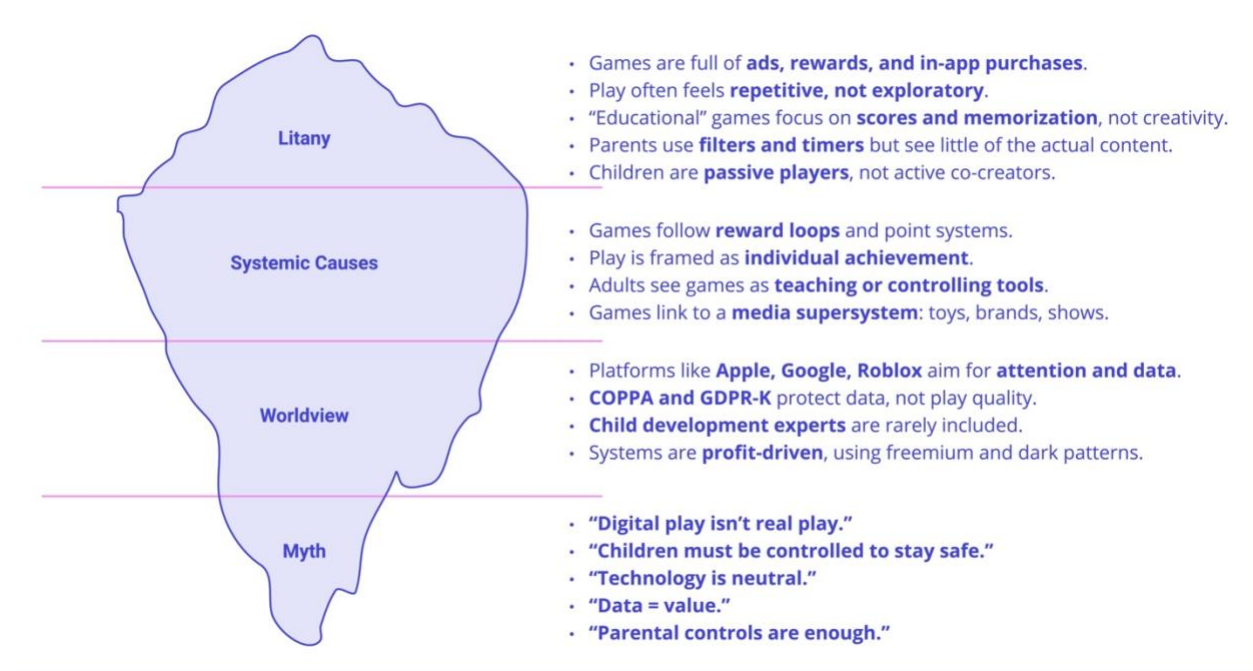 Litany
• Games are full of ads, rewards, and in-app purchases.
• Play often feels repetitive, not exploratory.
• “Educational” games focus on scores and memorization, not creativity.
• Parents use filters and timers but see little of the actual content.
• Children are passive players, not active co-creators.
Systemic Causes
• Games follow reward loops and point systems.
• Play is framed as individual achievement.
• Adults see games as teaching or controlling tools.
• Games link to a media supersystem: toys, brands, shows.
Worldview
• Platforms like Apple, Google, Roblox aim for attention and data.
• COPPA and GDPR-K protect data, not play quality.
• Child development experts are rarely included.
• Systems are profit-driven, using freemium and dark patterns.
Myth
• “Digital play isn’t real play.”
• “Children must be controlled to stay safe.”
• “Technology is neutral.”
• “Data = value.”
• “Parental controls are enough.”